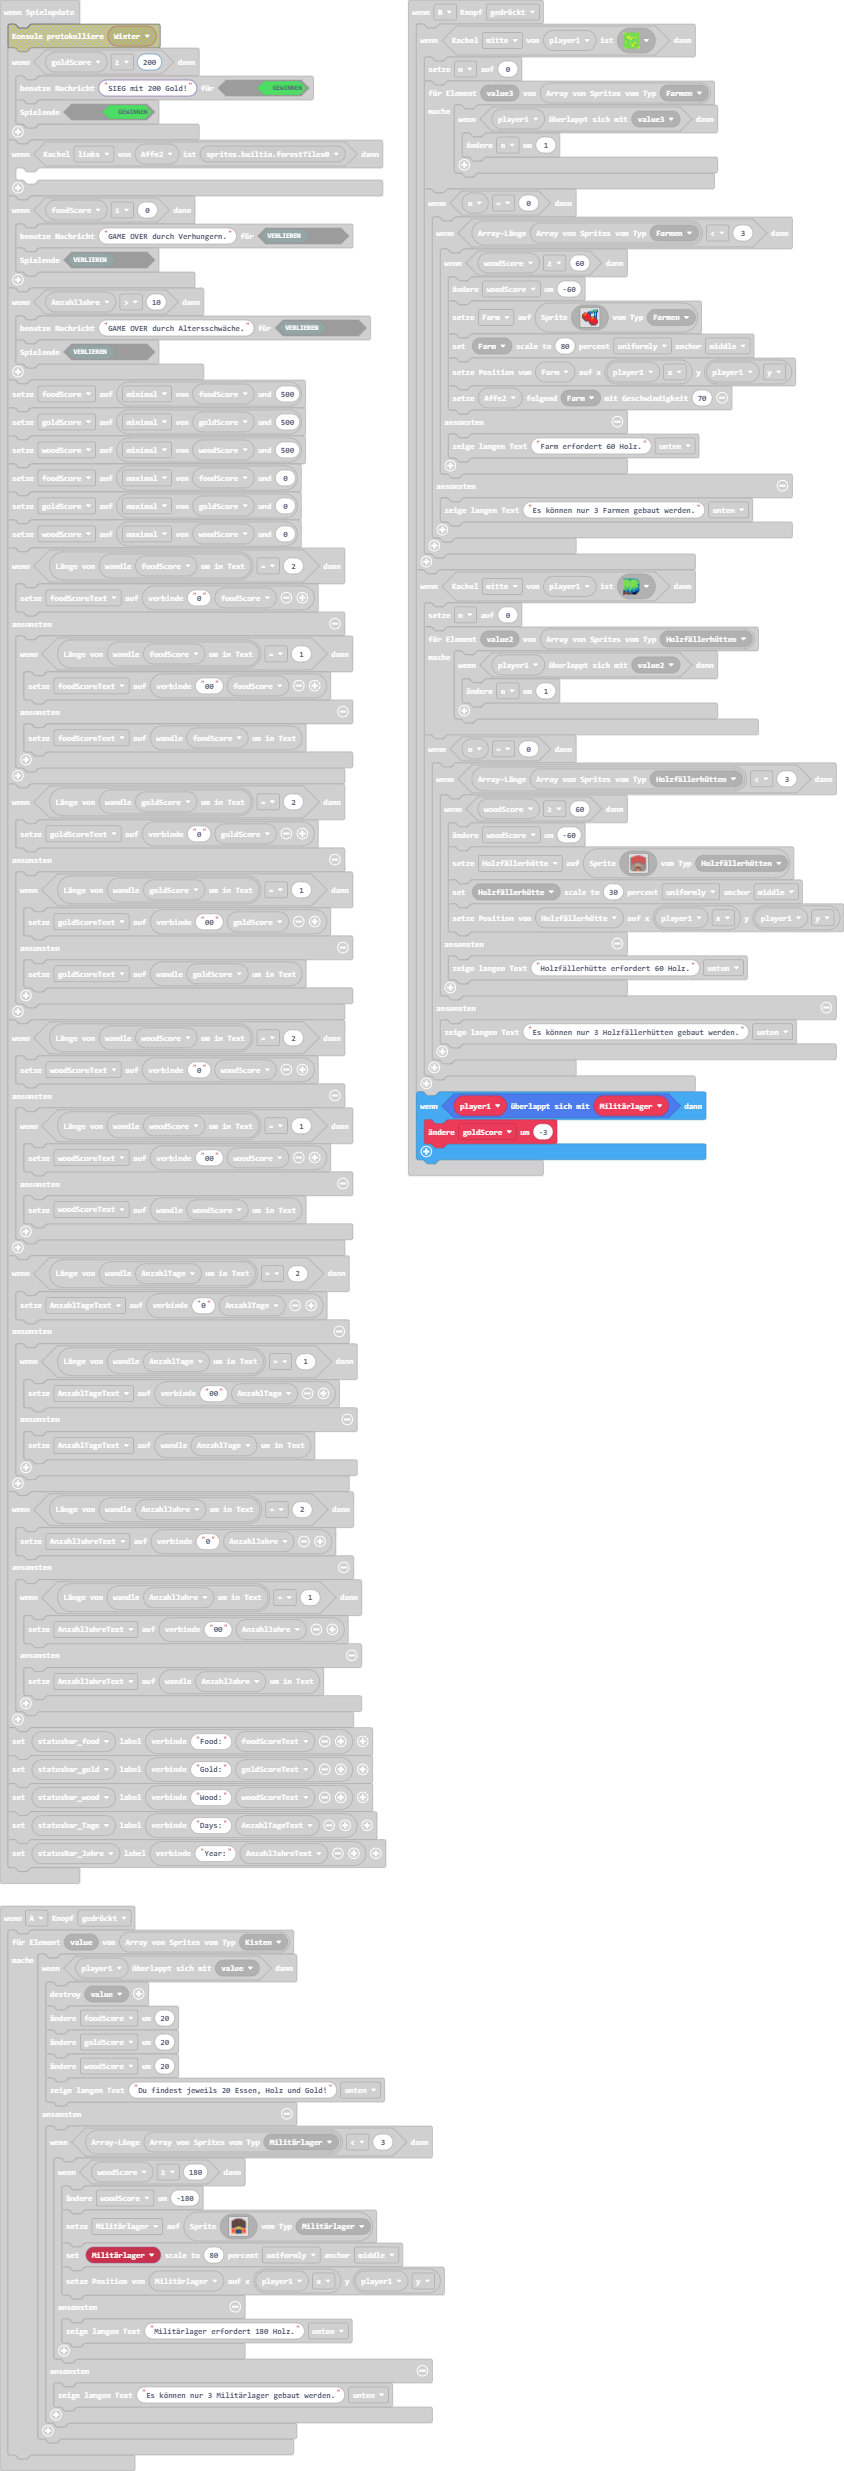 wenn Spielupdate
Konsole protokolliere Winter
wenn goldScore ≥ 200 dann
benutze Nachricht "SIEG mit 200 Gold!" für GEWINNEN
Spielende GEWINNEN
wenn Kachel links von Affe2 ist sprites.builtin.forestTiles0 dann
wenn foodScore ≤ 0 dann
benutze Nachricht "GAME OVER durch Verhungern." für VERLIEREN
Spielende VERLIEREN
wenn AnzahlJahre > 10 dann
benutze Nachricht "GAME OVER durch Altersschwäche." für VERLIEREN
Spielende VERLIEREN
setze foodScore auf minimal von foodScore und 500
setze goldScore auf minimal von goldScore und 500
setze woodScore auf minimal von woodScore und 500
setze foodScore auf maximal von foodScore und 0
setze goldScore auf maximal von goldScore und 0
setze woodScore auf maximal von woodScore und 0
wenn Länge von wandle foodScore um in Text = 2 dann
setze foodScoreText auf verbinde "0" foodScore
ansonsten
wenn Länge von wandle foodScore um in Text = 1 dann
setze foodScoreText auf verbinde "00" foodScore
ansonsten
setze foodScoreText auf wandle foodScore um in Text
wenn Länge von wandle goldScore um in Text = 2 dann
setze goldScoreText auf verbinde "0" goldScore
ansonsten
wenn Länge von wandle goldScore um in Text = 1 dann
setze goldScoreText auf verbinde "00" goldScore
ansonsten
setze goldScoreText auf wandle goldScore um in Text
wenn Länge von wandle woodScore um in Text = 2 dann
setze woodScoreText auf verbinde "0" woodScore
ansonsten
wenn Länge von wandle woodScore um in Text = 1 dann
setze woodScoreText auf verbinde "00" woodScore
ansonsten
setze woodScoreText auf wandle woodScore um in Text
wenn Länge von wandle AnzahlTage um in Text = 2 dann
setze AnzahlTageText auf verbinde "0" AnzahlTage
ansonsten
wenn Länge von wandle AnzahlTage um in Text = 1 dann
setze AnzahlTageText auf verbinde "00" AnzahlTage
ansonsten
setze AnzahlTageText auf wandle AnzahlTage um in Text
wenn Länge von wandle AnzahlJahre um in Text = 2 dann
setze AnzahlJahreText auf verbinde "0" AnzahlJahre
ansonsten
wenn Länge von wandle AnzahlJahre um in Text = 1 dann
setze AnzahlJahreText auf verbinde "00" AnzahlJahre
ansonsten
setze AnzahlJahreText auf wandle AnzahlJahre um in Text
set statusbar_food label verbinde "Food:" foodScoreText
set statusbar_gold label verbinde "Gold:" goldScoreText
set statusbar_wood label verbinde "Wood:" woodScoreText
set statusbar_Tage label verbinde "Days:" AnzahlTageText
set statusBar_Jahre label verbinde "Year:" AnzahlJahreText
wenn A Knopf gedrückt
für Element value von Array von Sprites vom Typ Kisten
mache
wenn player1 überlappt sich mit value dann
destroy value
ändere foodScore um 20
ändere goldScore um 20
ändere woodScore um 20
zeige langen Text "Du findest jeweils 20 Essen, Holz und Gold!" unten
ansonsten
wenn Array-Länge Array von Sprites vom Typ Militärlager < 3 dann
wenn woodScore ≥ 180 dann
ändere woodScore um -180
setze Militärlager auf Sprite vom Typ Militärlager
set Militärlager scale to 80 percent uniformly anchor middle
setze Position von Militärlager auf x player1 x y player1 y
ansonsten
zeige langen Text "Militärlager erfordert 180 Holz." unten
ansonsten
zeige langen Text "Es können nur 3 Militärlager gebaut werden." unten
wenn B Knopf gedrückt
wenn Kachel mitte von player1 ist dann
setze n auf 0
für Element value3 von Array von Sprites vom Typ Farmen
mache
wenn player1 überlappt sich mit value3 dann
ändere n um 1
wenn n = 0 dann
wenn Array-Länge Array von Sprites vom Typ Farmen < 3 dann
wenn woodScore ≥ 60 dann
ändere woodScore um -60
setze Farm auf Sprite vom Typ Farmen
set Farm scale to 80 percent uniformly anchor middle
setze Position von Farm auf x player1 x y player1 y
setze Affe2 folgend Farm mit Geschwindigkeit 70
ansonsten
zeige langen Text "Farm erfordert 60 Holz." unten
ansonsten
zeige langen Text "Es können nur 3 Farmen gebaut werden." unten
wenn Kachel mitte von player1 ist dann
setze n auf 0
für Element value2 von Array von Sprites vom Typ Holzfällerhütten
mache
wenn player1 überlappt sich mit value2 dann
ändere n um 1
wenn n = 0 dann
wenn Array-Länge Array von Sprites vom Typ Holzfällerhütten < 3 dann
wenn woodScore ≥ 60 dann
ändere woodScore um -60
setze Holzfällerhütte auf Sprite vom Typ Holzfällerhütten
set Holzfällerhütte scale to 30 percent uniformly anchor middle
setze Position von Holzfällerhütte auf x player1 x y player1 y
ansonsten
zeige langen Text "Holzfällerhütte erfordert 60 Holz." unten
ansonsten
zeige langen Text "Es können nur 3 Holzfällerhütten gebaut werden." unten
wenn player1 überlappt sich mit Militärlager dann
ändere goldScore um -3